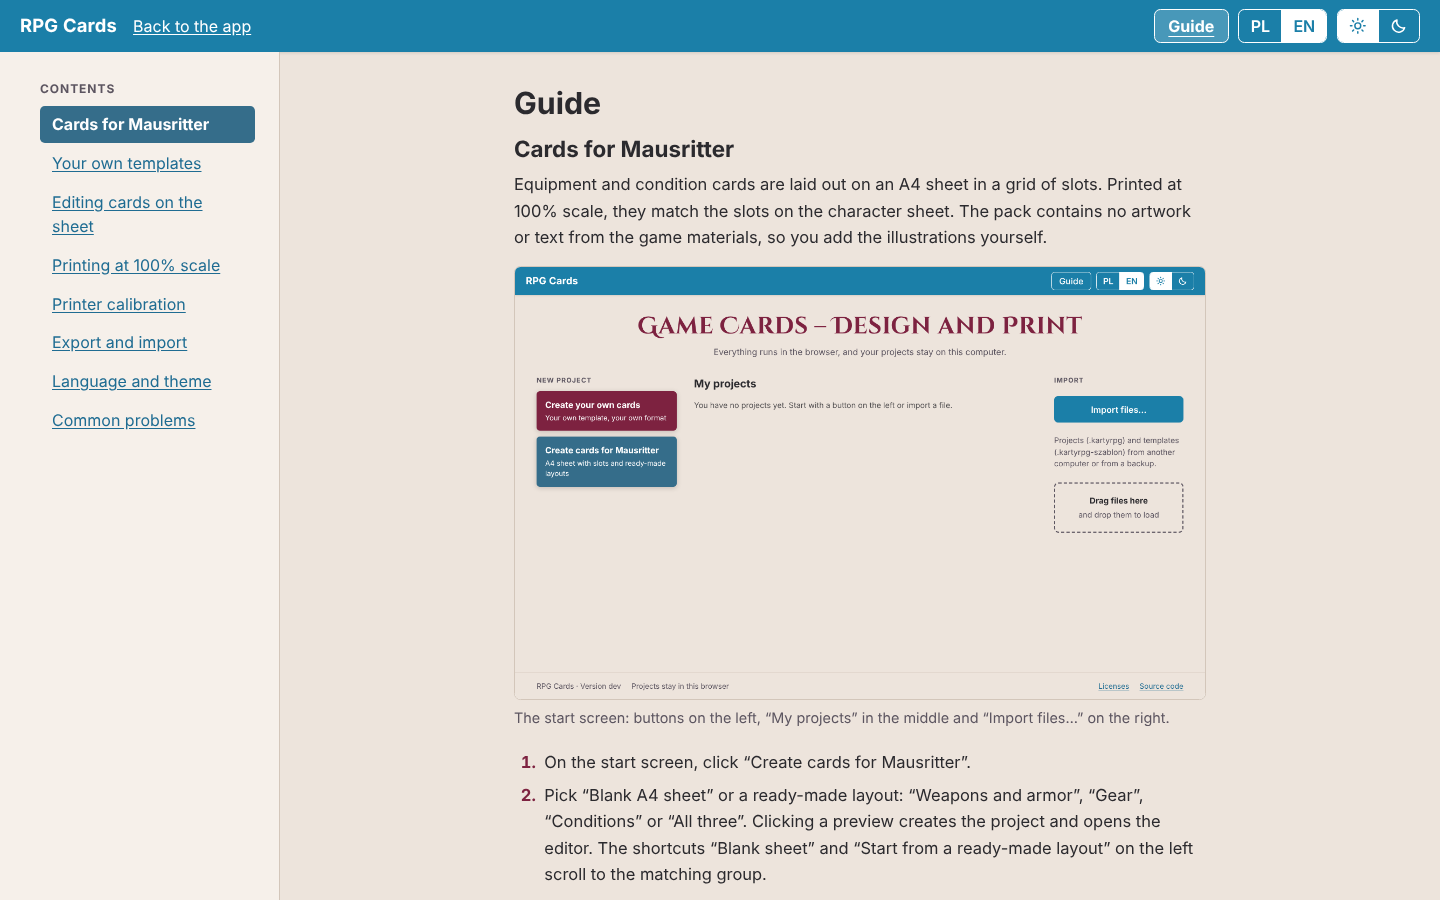 RPG Cards Back to the app Guide PL EN
CONTENTS
Cards for Mausritter
Your own templates
Editing cards on the
sheet
Printing at 100% scale
Printer calibration
Export and import
Language and theme
Common problems
Guide
Cards for Mausritter
Equipment and condition cards are laid out on an A4 sheet in a grid of slots. Printed at
100% scale, they match the slots on the character sheet. The pack contains no artwork
or text from the game materials, so you add the illustrations yourself.
RPG Cards Guide PL EN
Game Cards – Design and Print
Everything runs in the browser, and your projects stay on this computer.
NEW PROJECT
Create your own cards
Your own template, your own format
Create cards for Mausritter
A4 sheet with slots and ready-made
layouts
My projects
You have no projects yet. Start with a button on the left or import a file.
IMPORT
Import files...
Projects (.kartyrpg) and templates
(.kartyrpg-szablon) from another
computer or from a backup.
Drag files here
and drop them to load
RPG Cards · Version dev Projects stay in this browser Licenses Source code
The start screen: buttons on the left, “My projects” in the middle and “Import files...” on the right.
1. On the start screen, click “Create cards for Mausritter”.
2. Pick “Blank A4 sheet” or a ready-made layout: “Weapons and armor”, “Gear”,
“Conditions” or “All three”. Clicking a preview creates the project and opens the
editor. The shortcuts “Blank sheet” and “Start from a ready-made layout” on the left
scroll to the matching group.